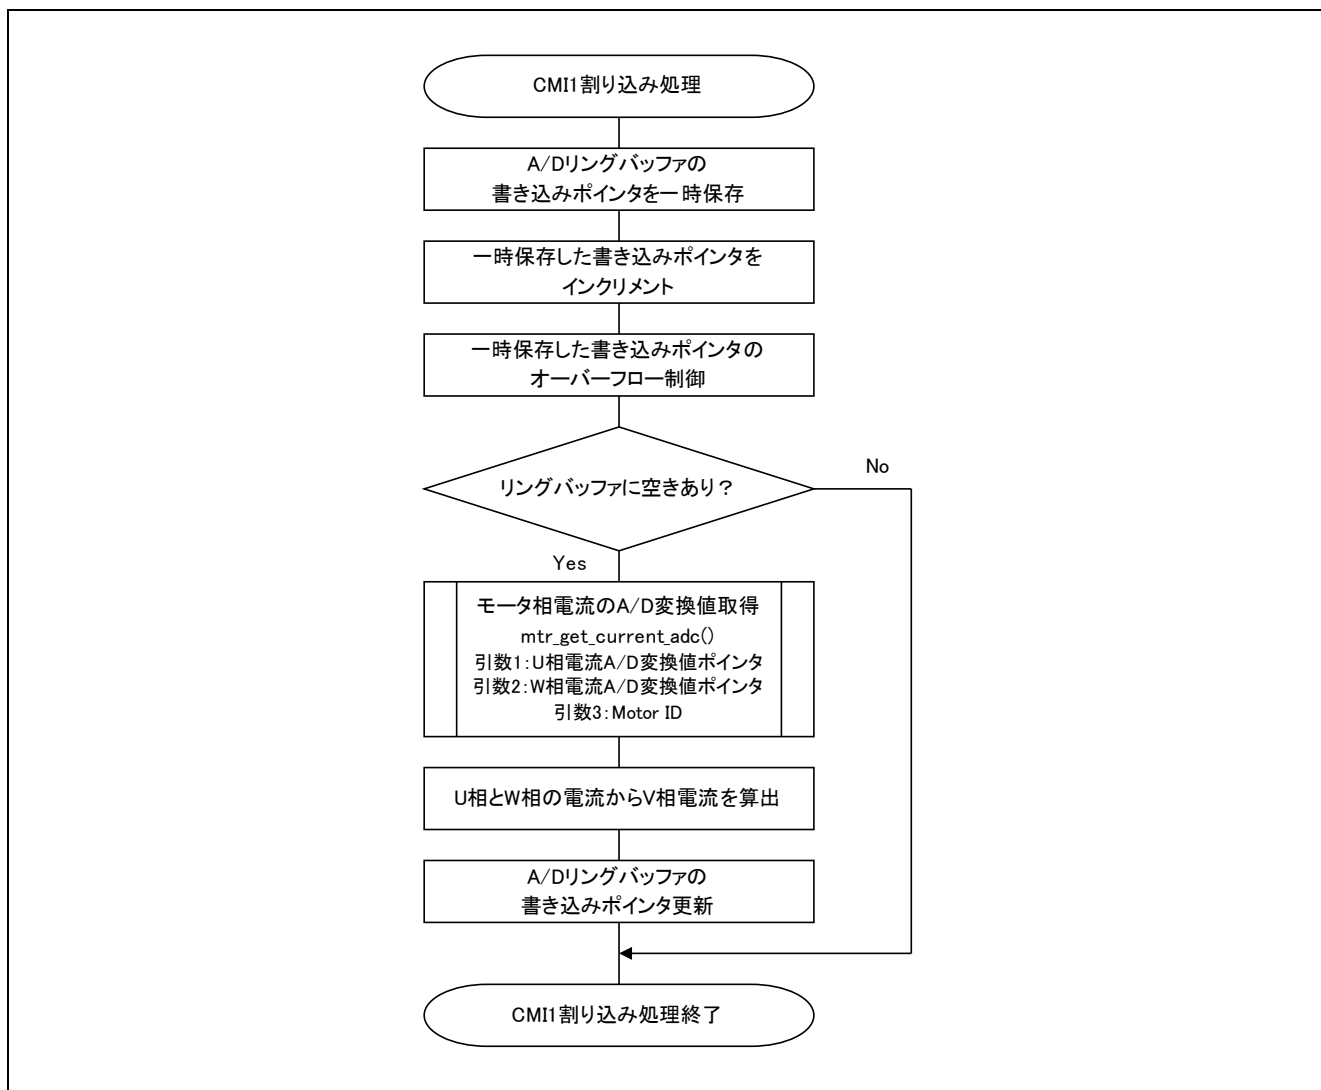 CMI1割り込み処理
A/Dリングバッファの
書き込みポインタを一時保存
一時保存した書き込みポインタを
インクリメント
一時保存した書き込みポインタの
オーバーフロー制御
リングバッファに空きあり？
No
Yes
モータ相電流のA/D変換値取得
mtr_get_current_adc()
引数1：U相電流A/D変換値ポインタ
引数2：W相電流A/D変換値ポインタ
引数3：Motor ID
U相とW相の電流からV相電流を算出
A/Dリングバッファの
書き込みポインタ更新
CMI1割り込み処理終了